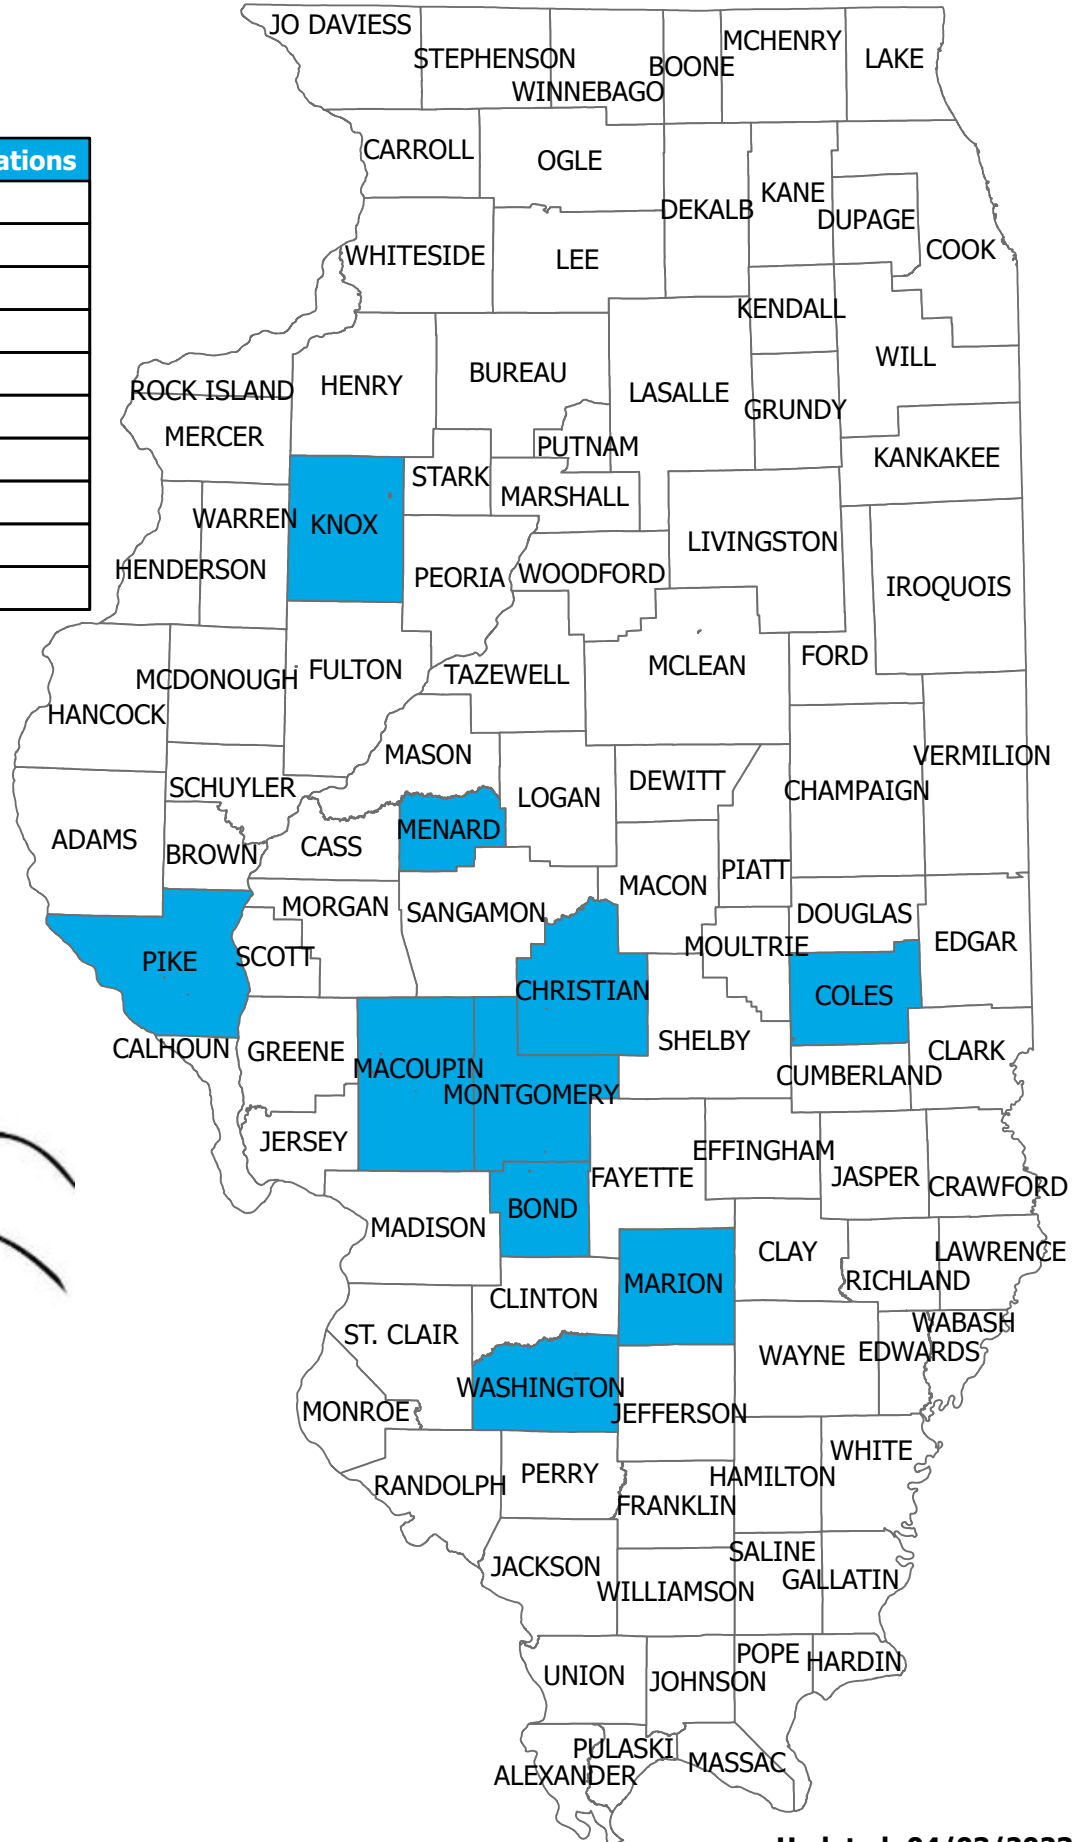 JO DAVIESS
STEPHENSON
WINNEBAGO
BOONE
MCHENRY
LAKE
CARROLL
OGLE
DEKALB
KANE
DUPAGE
COOK
ations
WHITESIDE
LEE
KENDALL
WILL
ROCK ISLAND
HENRY
BUREAU
LASALLE
GRUNDY
MERCER
PUTNAM
KANKAKEE
STARK
MARSHALL
WARREN
KNOX
LIVINGSTON
HENDERSON
PEORIA
WOODFORD
IROQUOIS
MCDONOUGH
FULTON
TAZEWELL
MCLEAN
FORD
HANCOCK
MASON
VERMILION
SCHUYLER
LOGAN
DEWITT
CHAMPAIGN
ADAMS
BROWN
CASS
MENARD
MACON
PIATT
MORGAN
SANGAMON
DOUGLAS
EDGAR
PIKE
SCOTT
MOULTRIE
CHRISTIAN
COLES
CALHOUN
GREENE
MACOUPIN
MONTGOMERY
SHELBY
CLARK
CUMBERLAND
JERSEY
EFFINGHAM
FAYETTE
JASPER
CRAWFORD
MADISON
BOND
CLAY
LAWRENCE
RICHLAND
MARION
CLINTON
WABASH
ST. CLAIR
WAYNE
EDWARDS
WASHINGTON
MONROE
JEFFERSON
WHITE
RANDOLPH
PERRY
HAMILTON
FRANKLIN
JACKSON
SALINE
WILLIAMSON
GALLATIN
UNION
JOHNSON
POPE
HARDIN
PULASKI
MASSAC
ALEXANDER